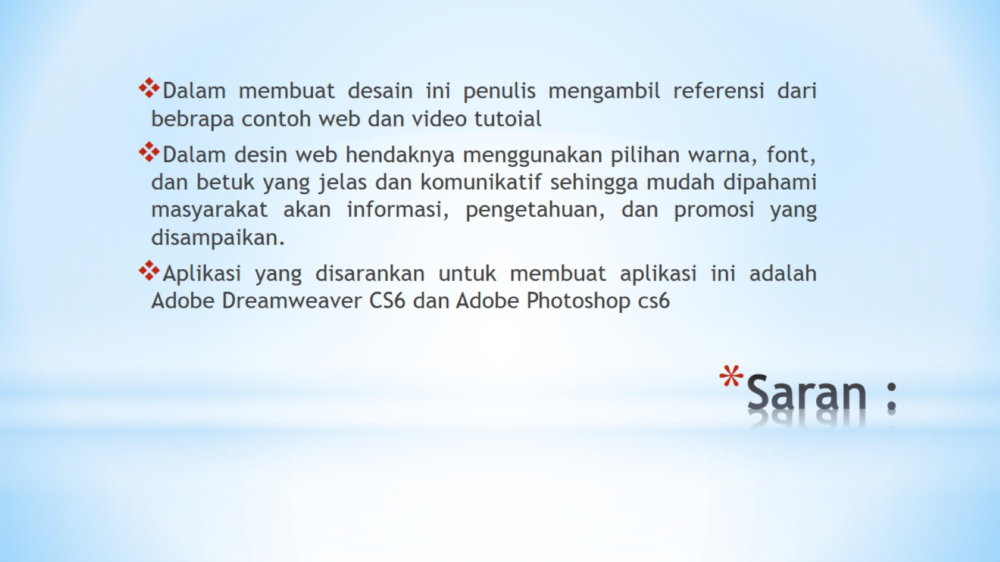 ❖Dalam membuat desain ini penulis mengambil referensi dari
bebrapa contoh web dan video tutoial
❖Dalam desin web hendaknya menggunakan pilihan warna, font,
dan betuk yang jelas dan komunikatif sehingga mudah dipahami
masyarakat akan informasi, pengetahuan, dan promosi yang
disampaikan.
❖Aplikasi yang disarankan untuk membuat aplikasi ini adalah
Adobe Dreamweaver CS6 dan Adobe Photoshop cs6
*Saran :